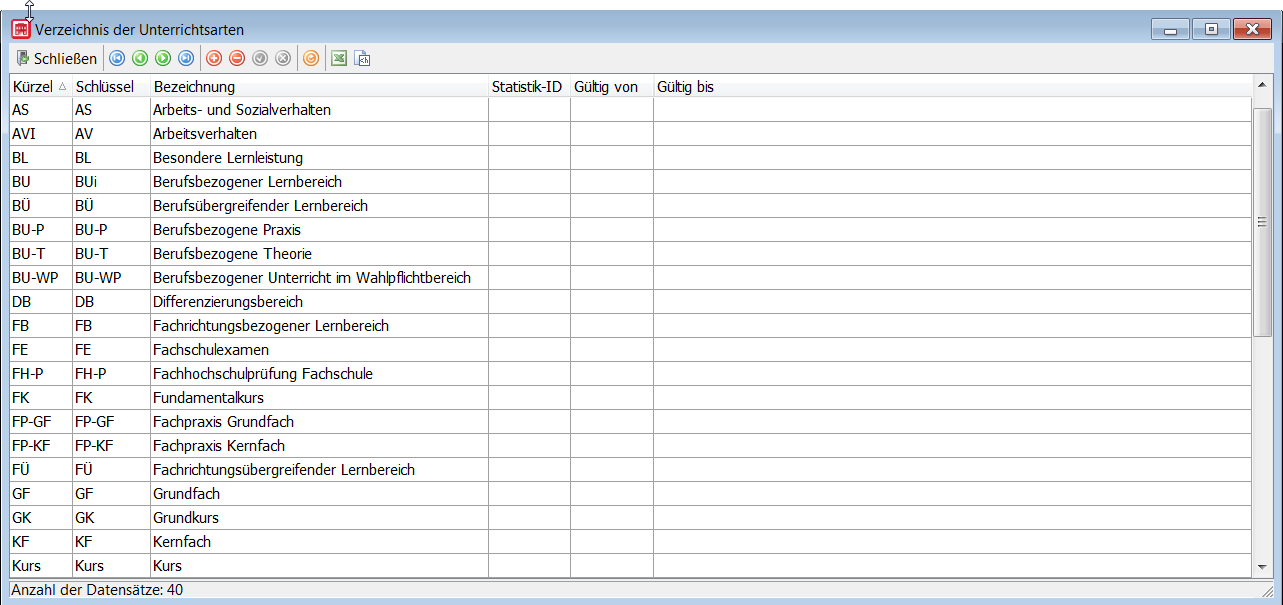 Verzeichnis der Unterrichtsarten
Schließen
Kürzel Schlüssel Bezeichnung Statistik-ID Gültig von Gültig bis
AS AS Arbeits- und Sozialverhalten
AVI AV Arbeitsverhalten
BL BL Besondere Lernleistung
BU BUi Berufsbezogener Lernbereich
BÜ BÜ Berufsübergreifender Lernbereich
BU-P BU-P Berufsbezogene Praxis
BU-T BU-T Berufsbezogene Theorie
BU-WP BU-WP Berufsbezogener Unterricht im Wahlpflichtbereich
DB DB Differenzierungsbereich
FB FB Fachrichtungsbezogener Lernbereich
FE FE Fachschulexamen
FH-P FH-P Fachhochschulprüfung Fachschule
FK FK Fundamentalkurs
FP-GF FP-GF Fachpraxis Grundfach
FP-KF FP-KF Fachpraxis Kernfach
FÜ FÜ Fachrichtungsübergreifender Lernbereich
GF GF Grundfach
GK GK Grundkurs
KF KF Kernfach
Kurs Kurs Kurs
Anzahl der Datensätze: 40